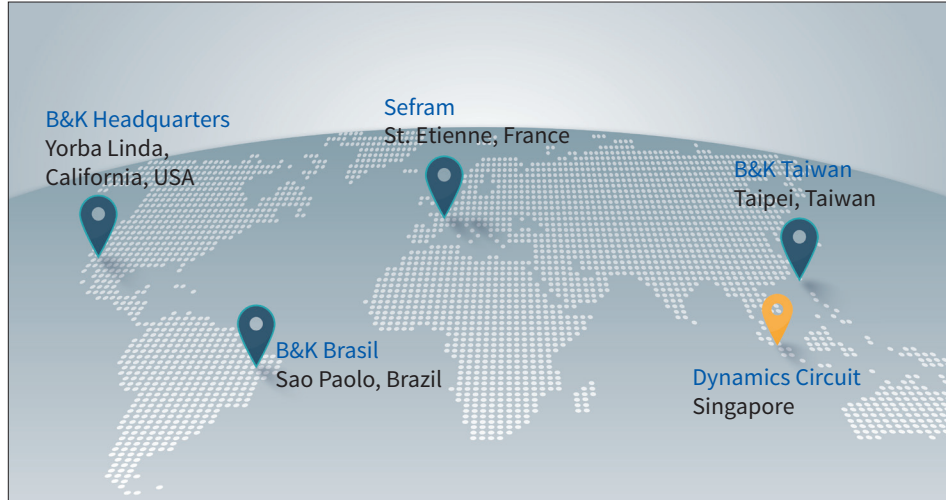 B&K Headquarters
Yorba Linda,
California, USA
Sefram
St. Etienne, France
B&K Taiwan
Taipei, Taiwan
B&K Brasil
Sao Paolo, Brazil
Dynamics Circuit
Singapore